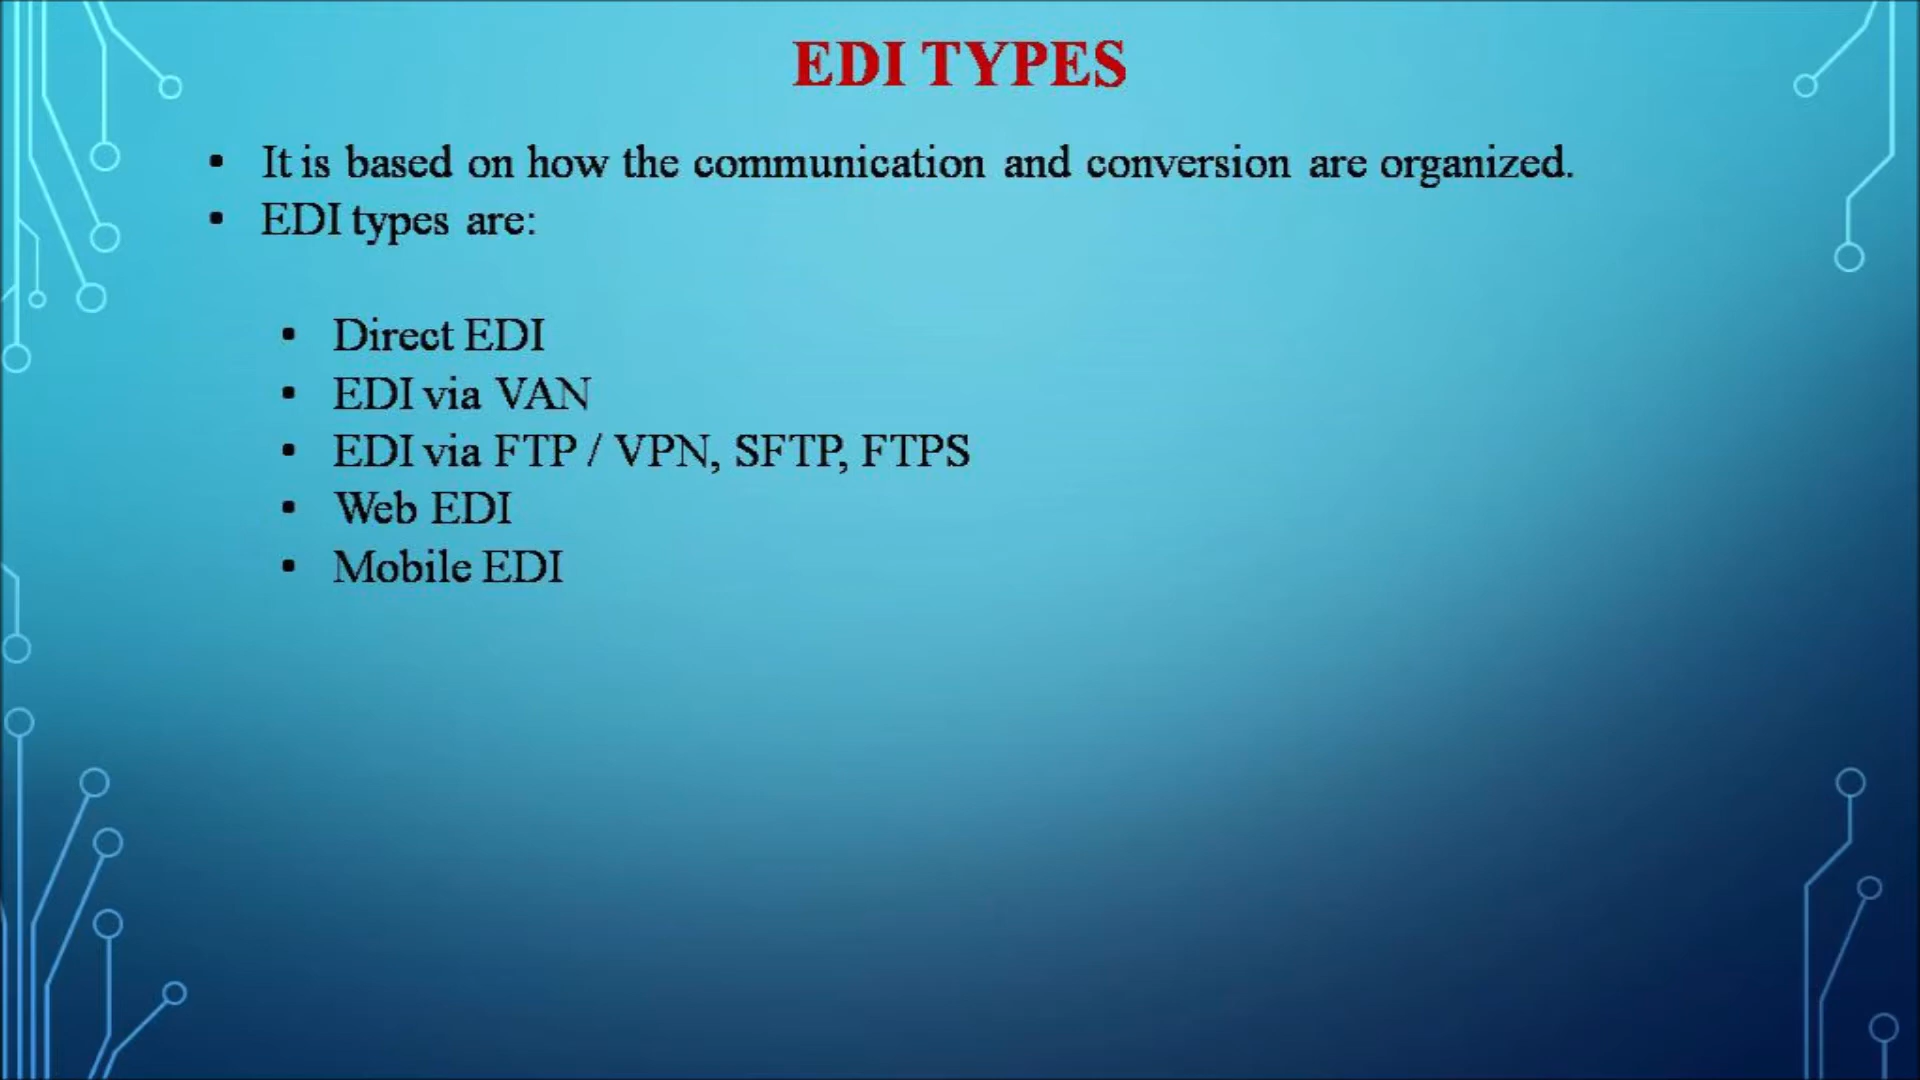 EDI TYPES
▪ It is based on how the communication and conversion are organized.
▪ EDI types are:
▪ Direct EDI
▪ EDI via VAN
▪ EDI via FTP / VPN, SFTP, FTPS
▪ Web EDI
▪ Mobile EDI